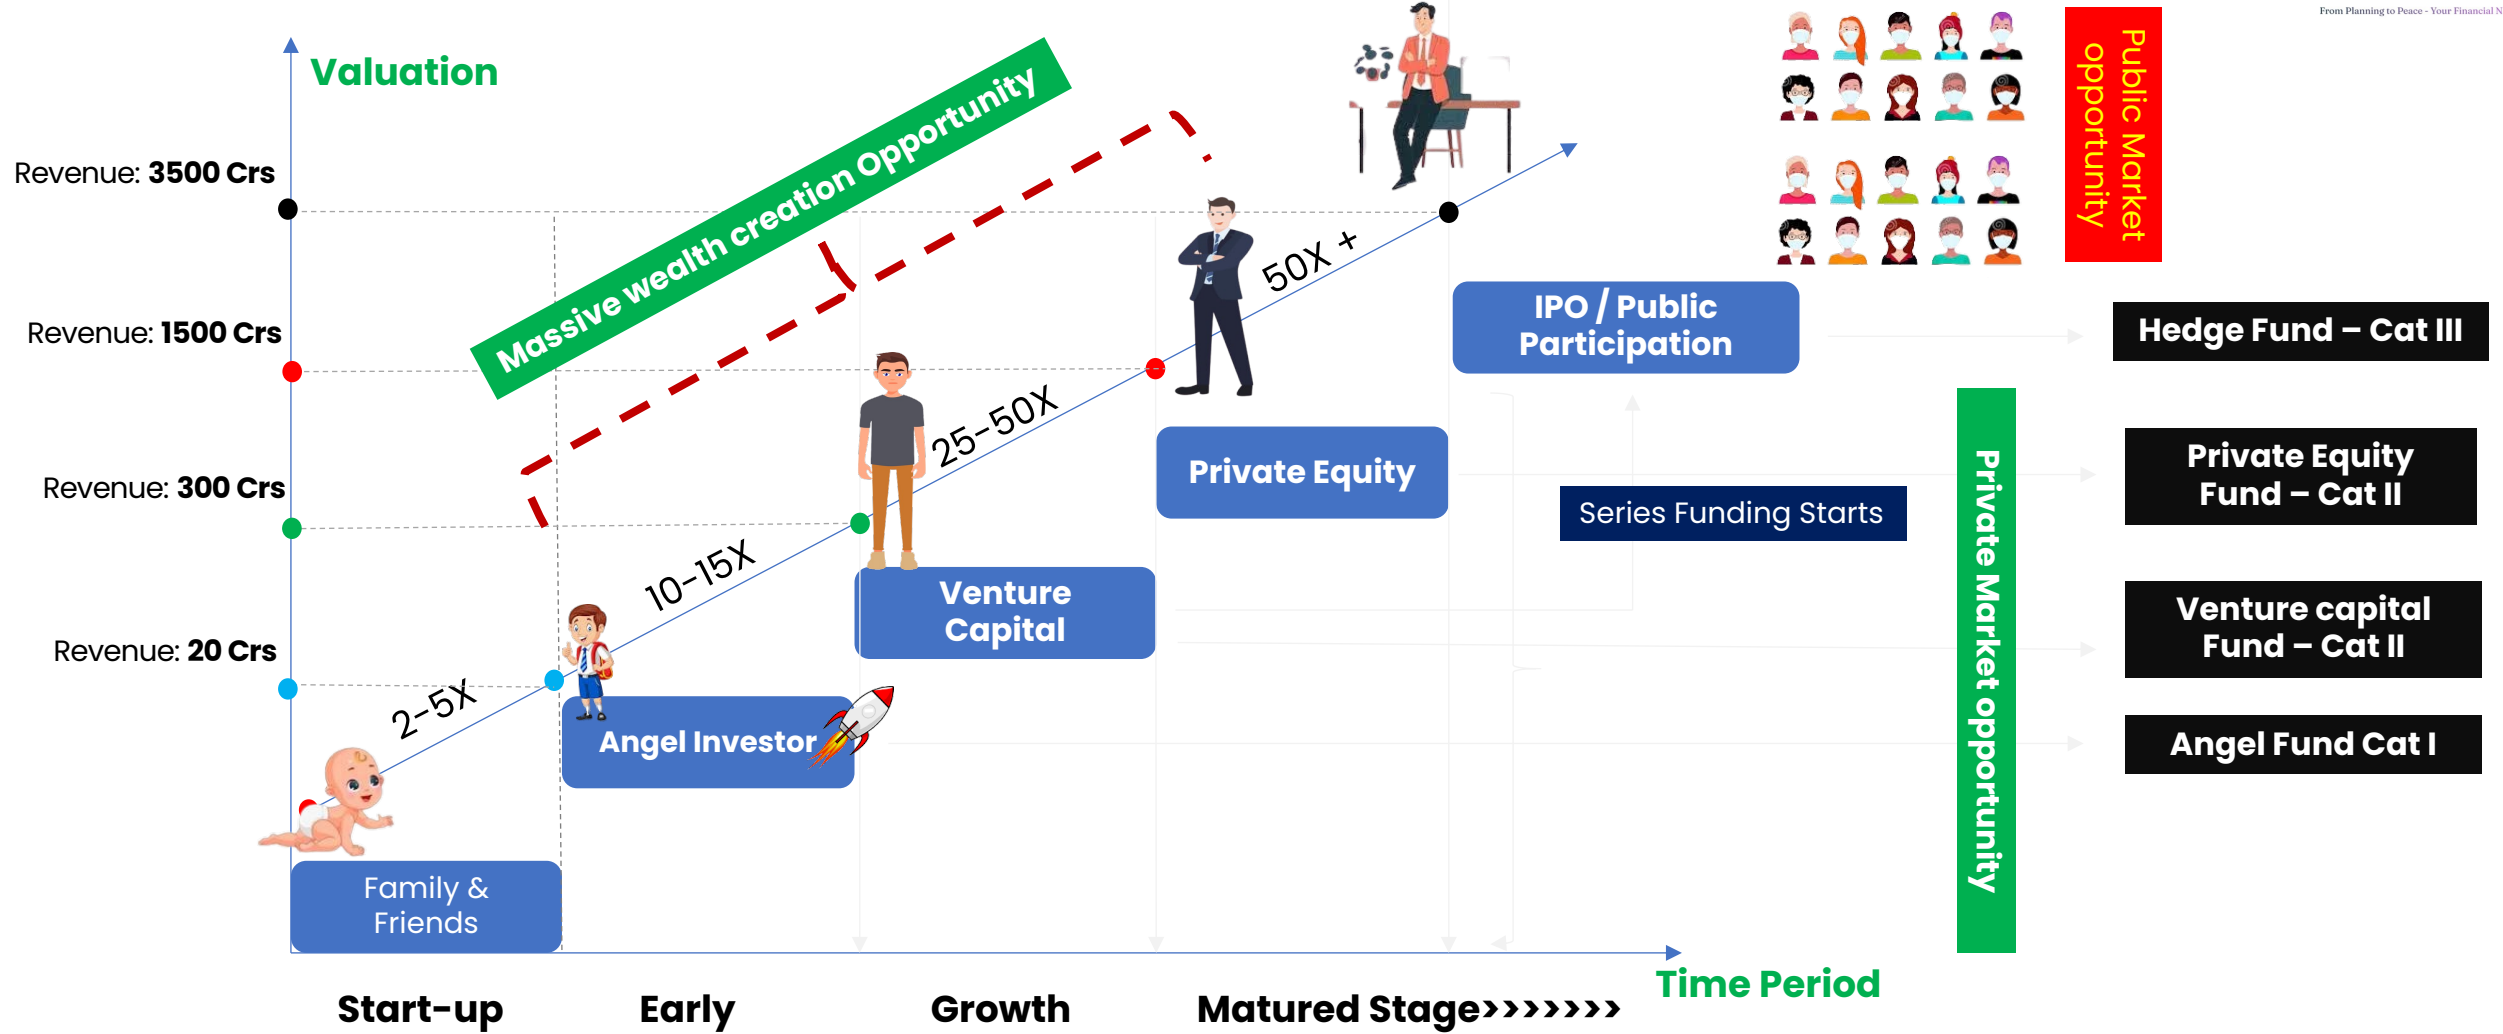 From Planning to Peace - Your Financial N
Valuation
Massive wealth creation Opportunity
Public Market
opportunity
Revenue: 3500 Crs
Revenue: 1500 Crs
Revenue: 300 Crs
Revenue: 20 Crs
50X +
25-50X
10-15X
2-5X
IPO / Public
Participation
Hedge Fund – Cat III
Private Equity
Private Equity
Fund – Cat II
Series Funding Starts
Private Market opportunity
Venture
Capital
Venture capital
Fund – Cat II
Angel Investor
Angel Fund Cat I
Family &
Friends
Time Period
Start-up
Early
Growth
Matured Stage>>>>>>>